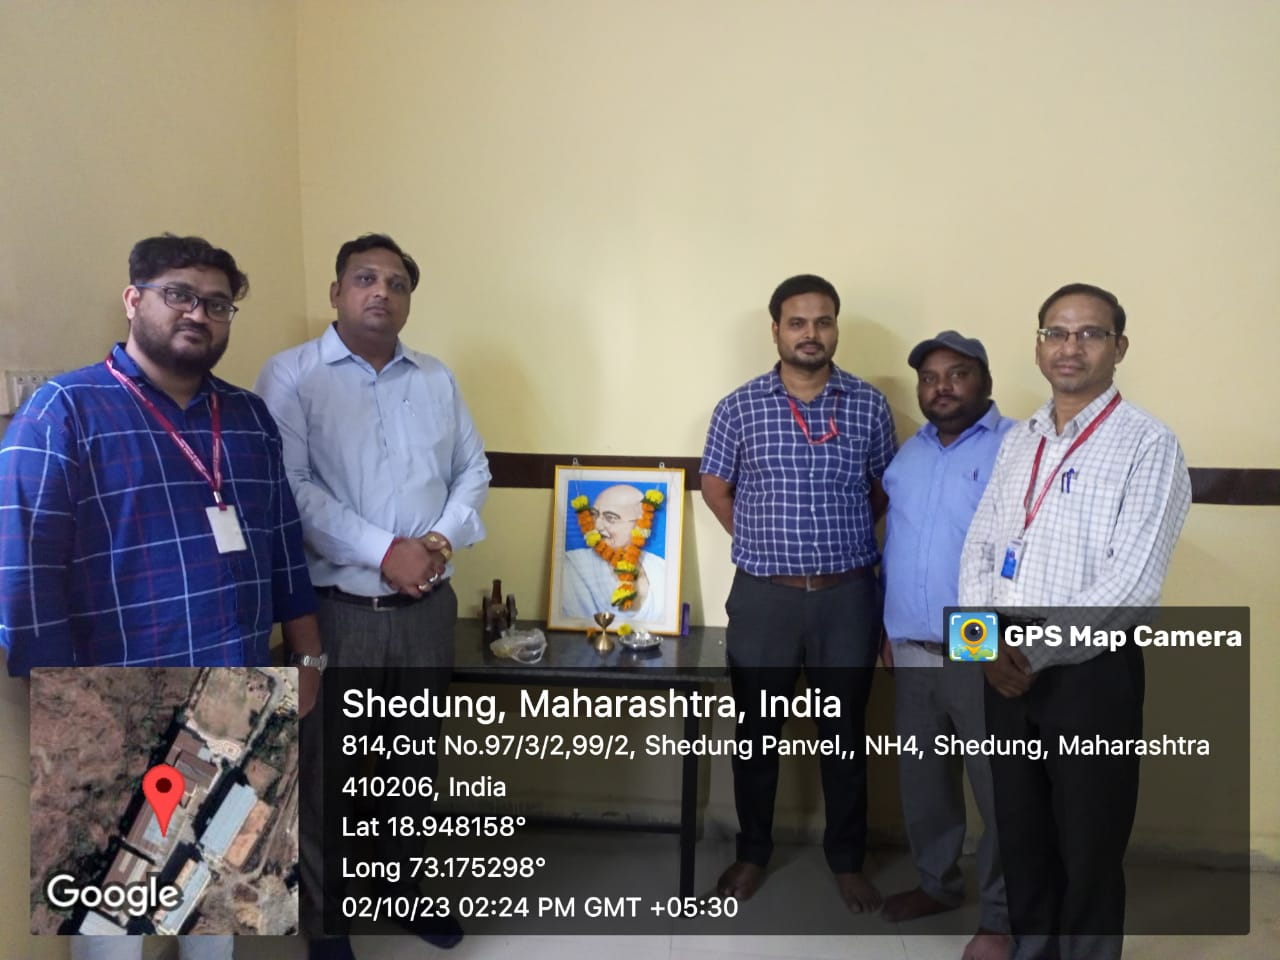 GPS Map Camera
Shedung, Maharashtra, India
814,Gut No.97/3/2,99/2, Shedung Panvel,, NH4, Shedung, Maharashtra
410206, India
Lat 18.948158°
Long 73.175298°
02/10/23 02:24 PM GMT +05:30
Google